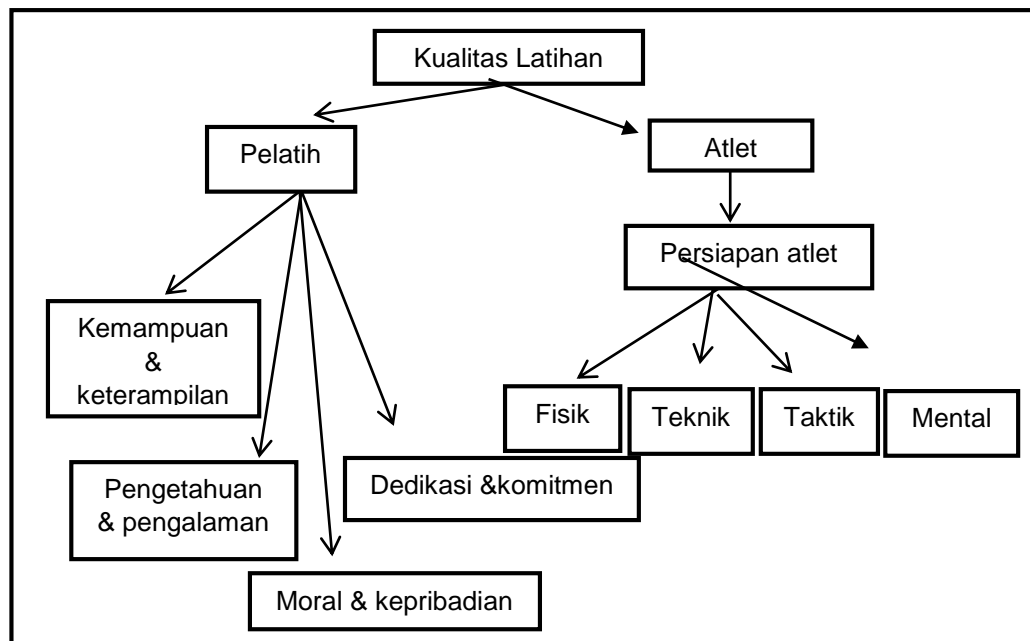 Kualitas Latihan
Pelatih
Atlet
Persiapan atlet
Kemampuan
&
keterampilan
Fisik
Teknik
Taktik
Mental
Pengetahuan
& pengalaman
Dedikasi &komitmen
Moral & kepribadian